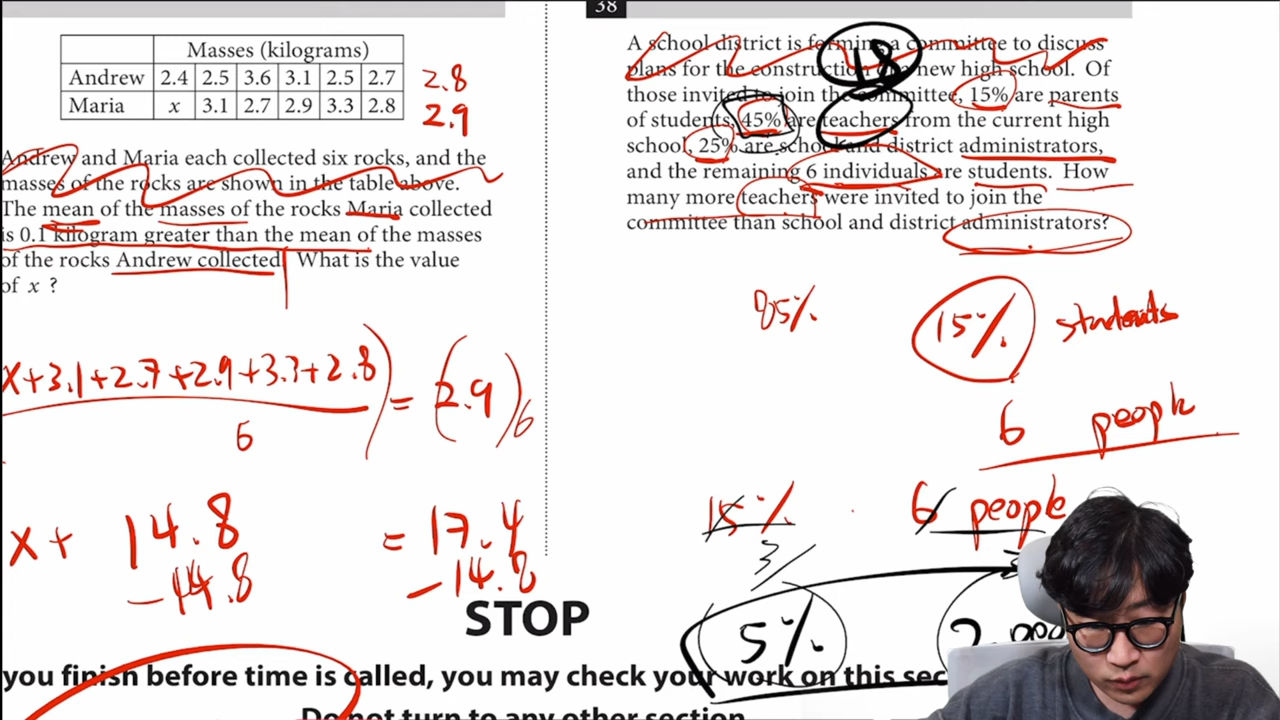 Masses (kilograms)
Andrew 2.4 2.5 3.6 3.1 2.5 2.7 2.8
Maria x 3.1 2.7 2.9 3.3 2.8 2.9
Andrew and Maria each collected six rocks, and the
masses of the rocks are shown in the table above.
The mean of the masses of the rocks Maria collected
is 0.1 kilogram greater than the mean of the masses
of the rocks Andrew collected. What is the value
of x ?
x+3.1+2.7+2.9+3.3+2.8
6
= (2.9) 6
x + 14.8 = 17.4
-14.8 -14.8
38
A school district is forming a committee to discuss
plans for the construction of a new high school. Of
those invited to join the committee, 15% are parents
of students, 45% are teachers from the current high
school, 25% are school and district administrators,
and the remaining 6 individuals are students. How
many more teachers were invited to join the
committee than school and district administrators?
18
85% 15% students
6 people
15% 6 people
3
5% 2
STOP
you finish before time is called, you may check your work on this sec
Do not turn to any other section